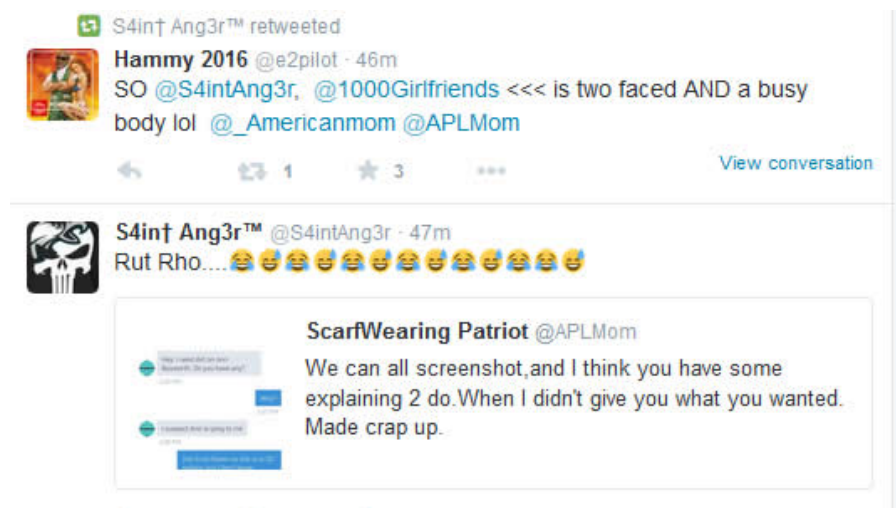 S4in† Ang3r™ retweeted
Hammy 2016 @e2pilot · 46m
SO @S4intAng3r, @1000Girlfriends <<< is two faced AND a busy
body lol @_Americanmom @APLMom
1 3 View conversation
S4in† Ang3r™ @S4intAng3r · 47m
Rut Rho....😂😅😂😅😂😅😂😅😂😅😂😂😅
ScarfWearing Patriot @APLMom
We can all screenshot,and I think you have some
explaining 2 do.When I didn't give you what you wanted.
Made crap up.